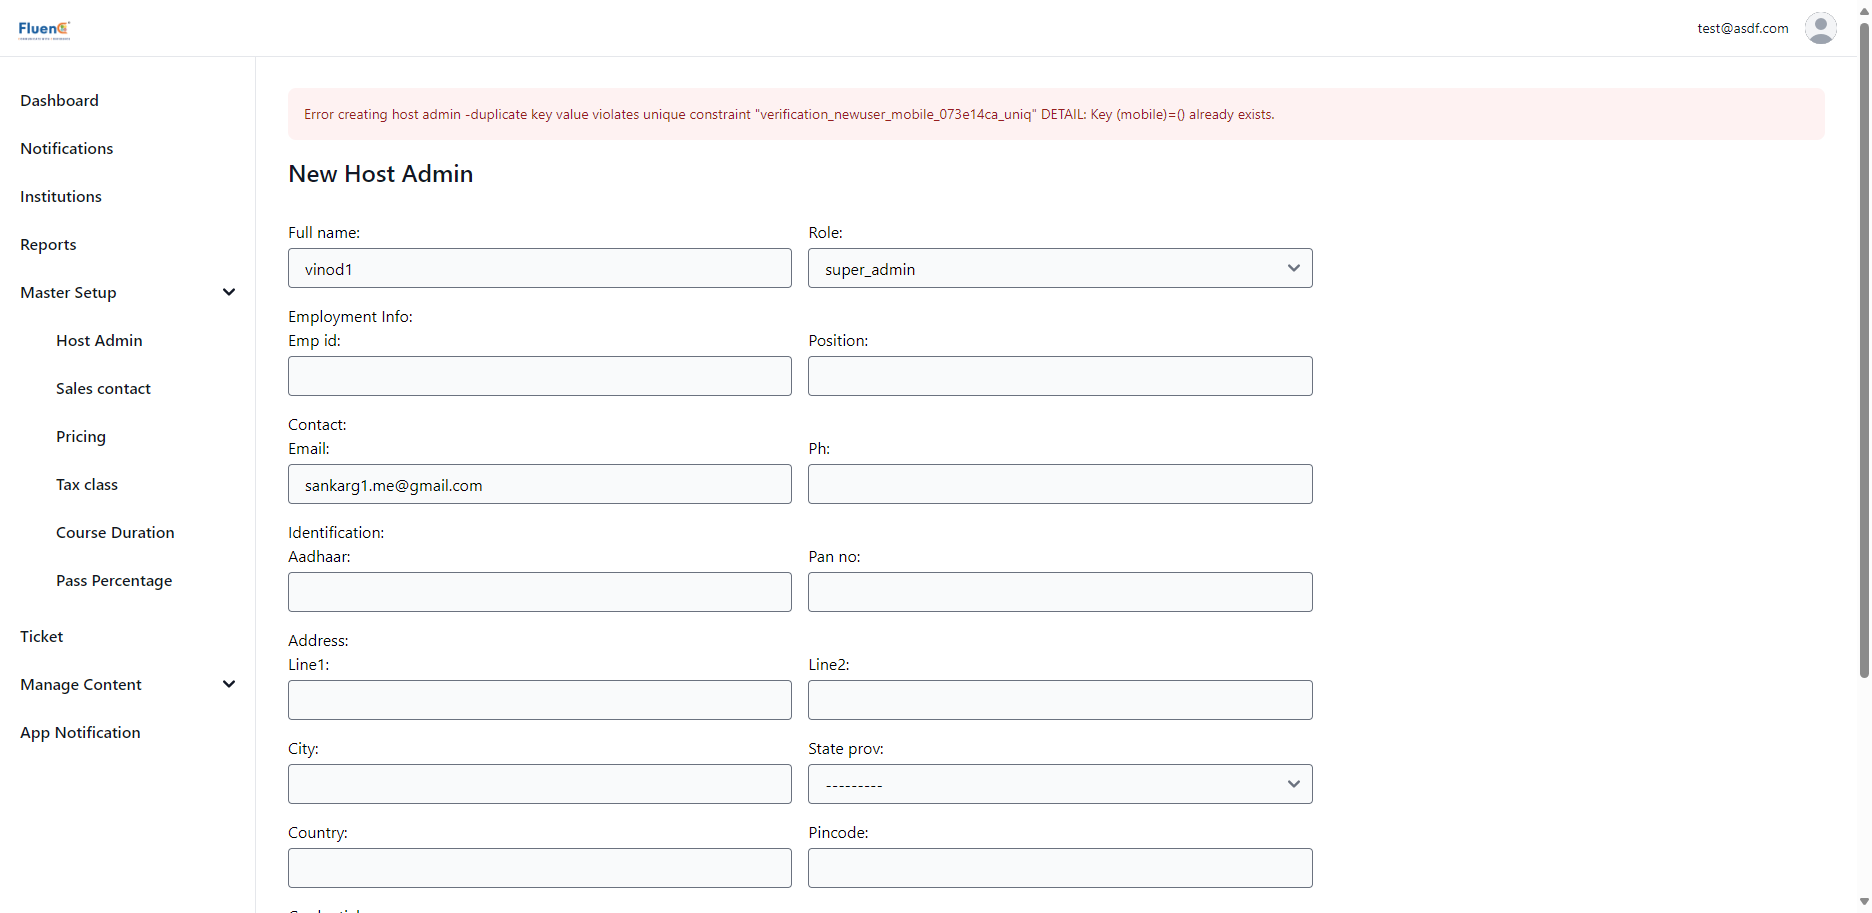 FluenC
test@asdf.com
Dashboard
Notifications
Institutions
Reports
Master Setup
Host Admin
Sales contact
Pricing
Tax class
Course Duration
Pass Percentage
Ticket
Manage Content
App Notification
Error creating host admin -duplicate key value violates unique constraint "verification_newuser_mobile_073e14ca_uniq" DETAIL: Key (mobile)=() already exists.
New Host Admin
Full name: Role:
vinod1 super_admin
Employment Info:
Emp id: Position:
Contact:
Email: Ph:
sankarg1.me@gmail.com
Identification:
Aadhaar: Pan no:
Address:
Line1: Line2:
City: State prov:
---------
Country: Pincode: